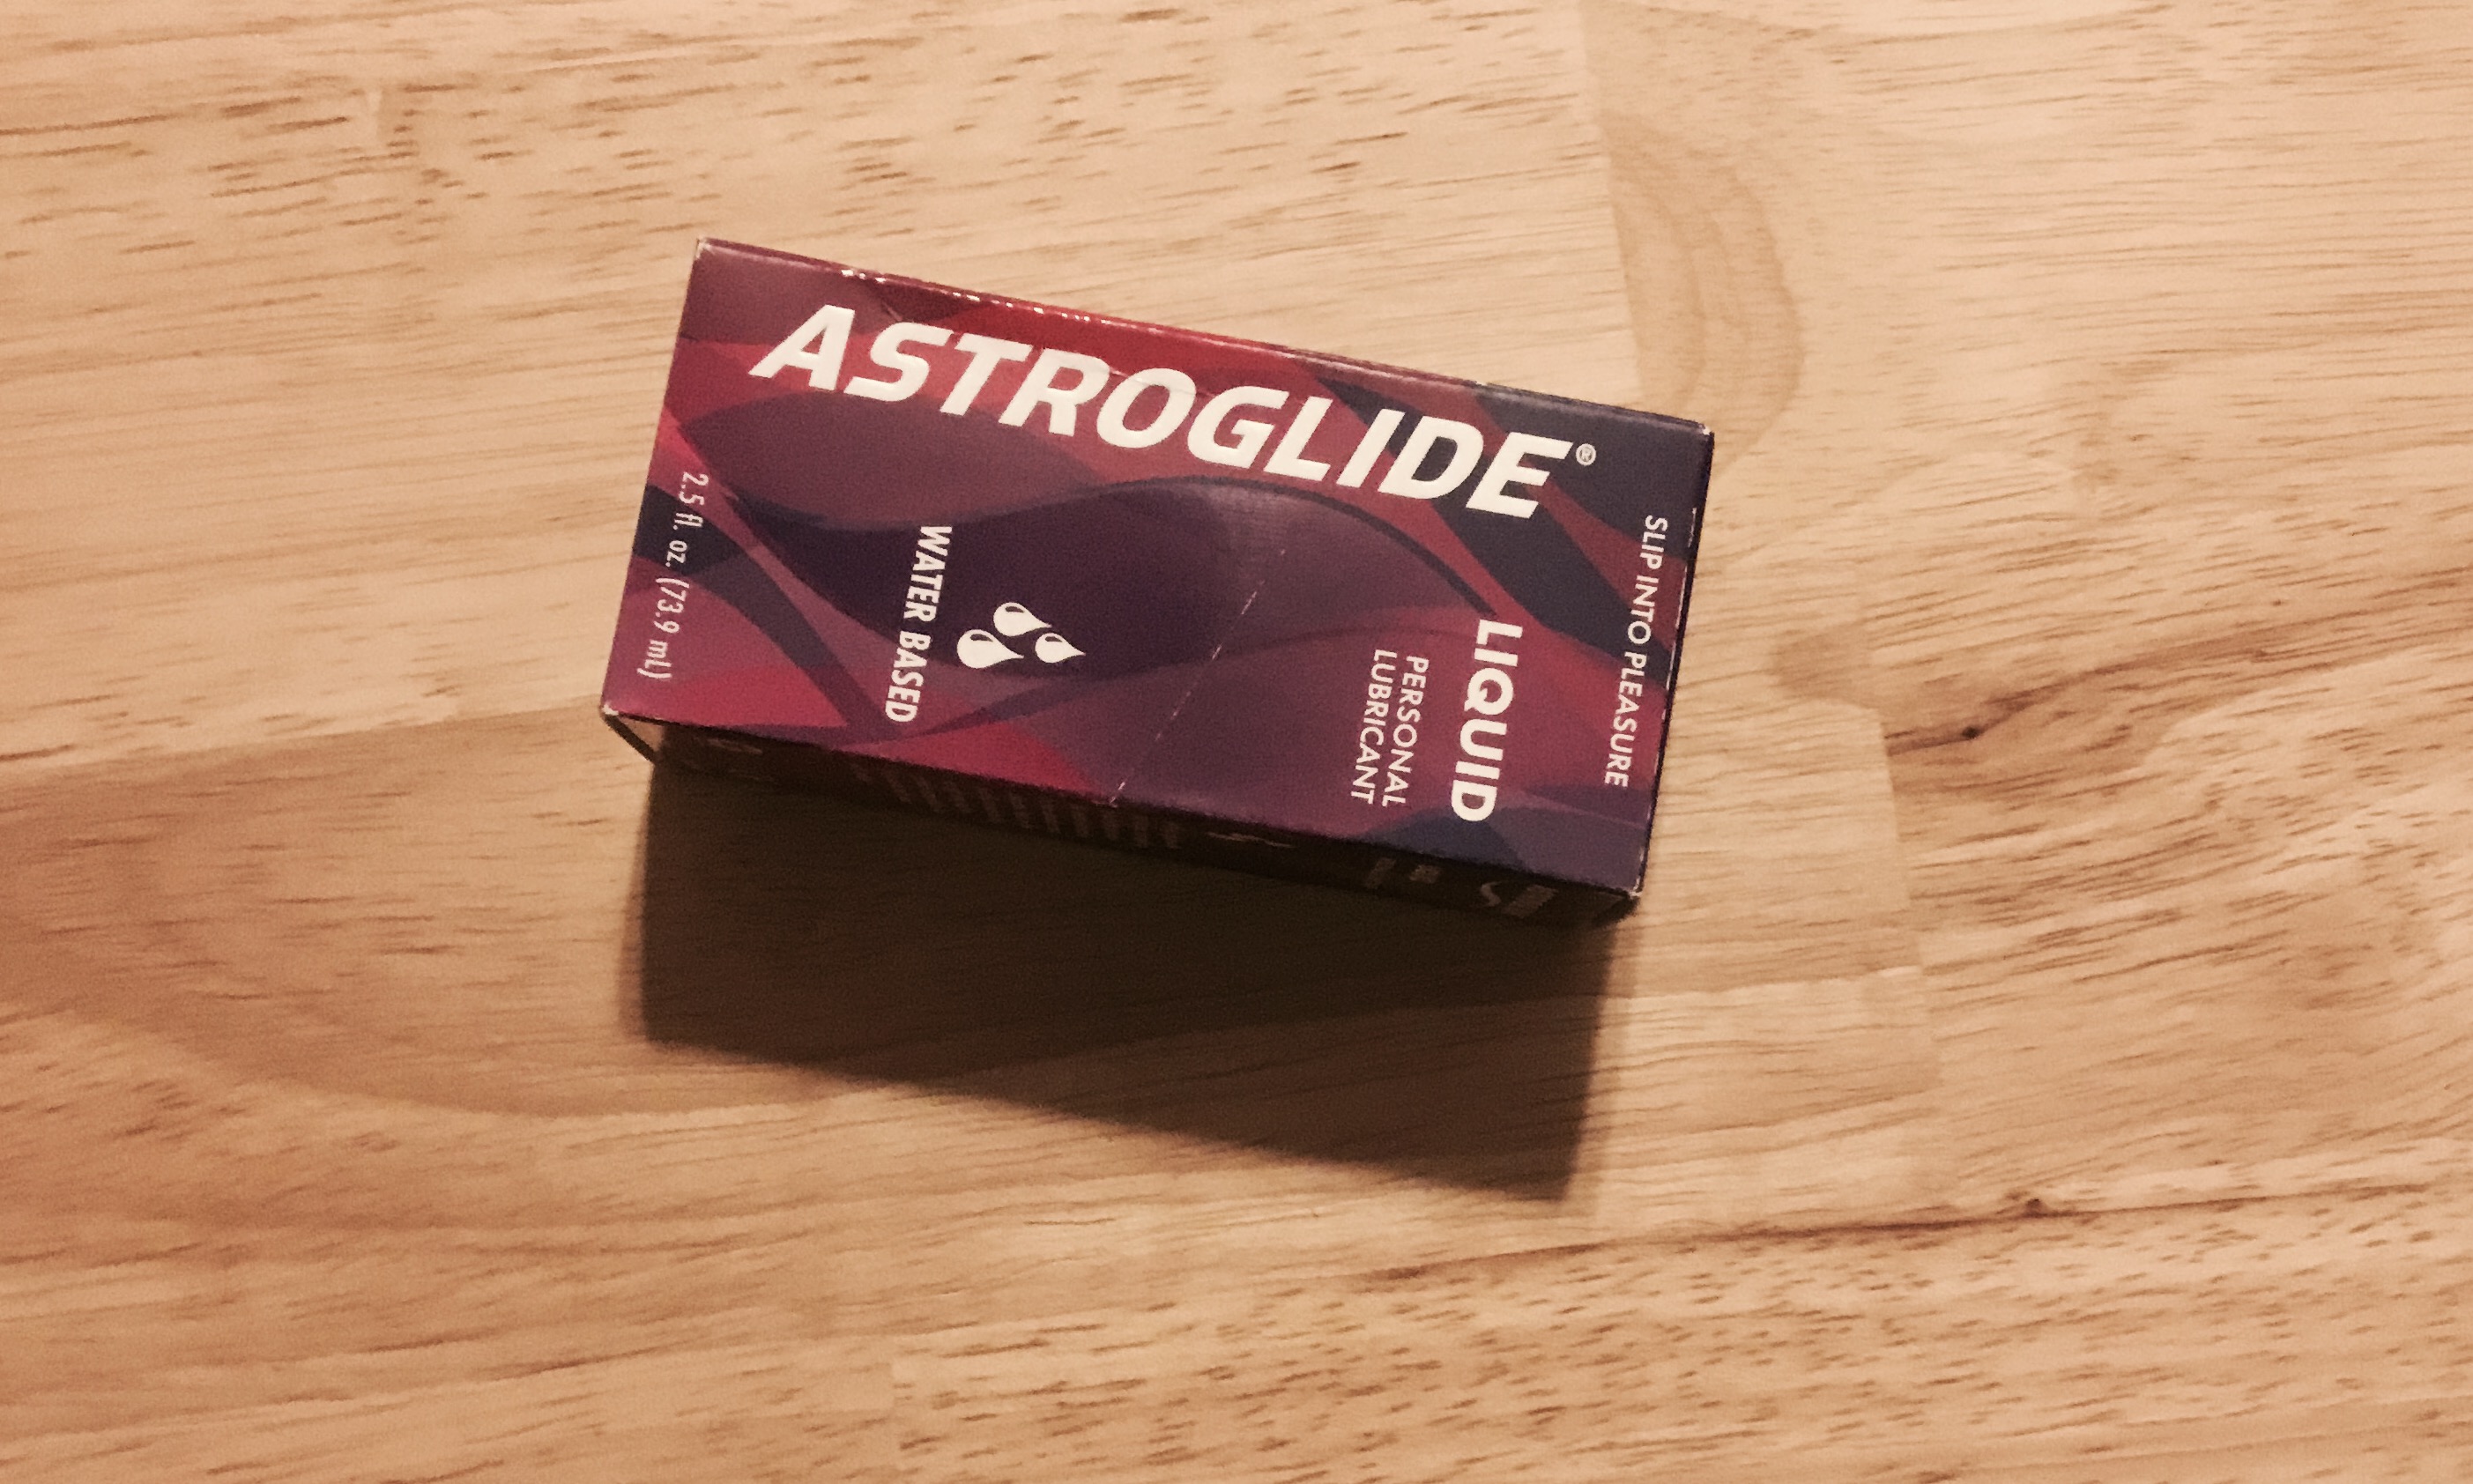 ASTROGLIDE®
SLIP INTO PLEASURE
LIQUID
PERSONAL
LUBRICANT
WATER BASED
2.5 fl. oz. (73.9 mL)